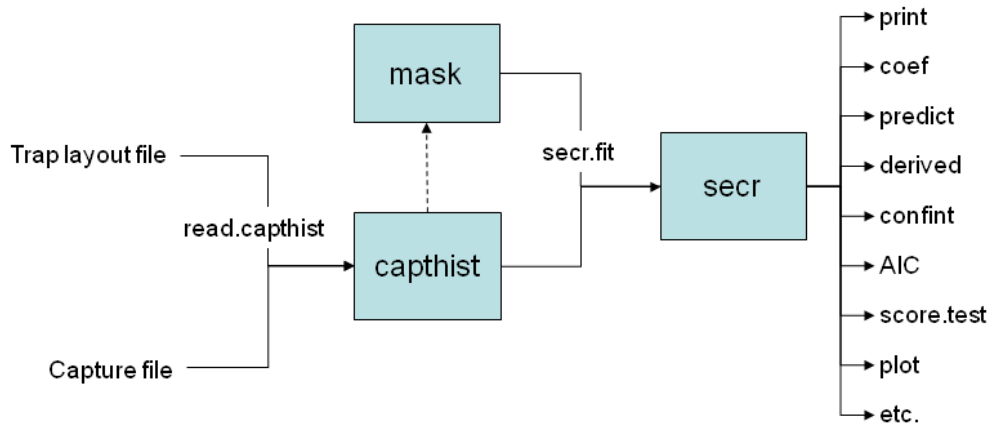 Trap layout file
Capture file
read.capthist
mask
capthist
secr.fit
secr
print
coef
predict
derived
confint
AIC
score.test
plot
etc.